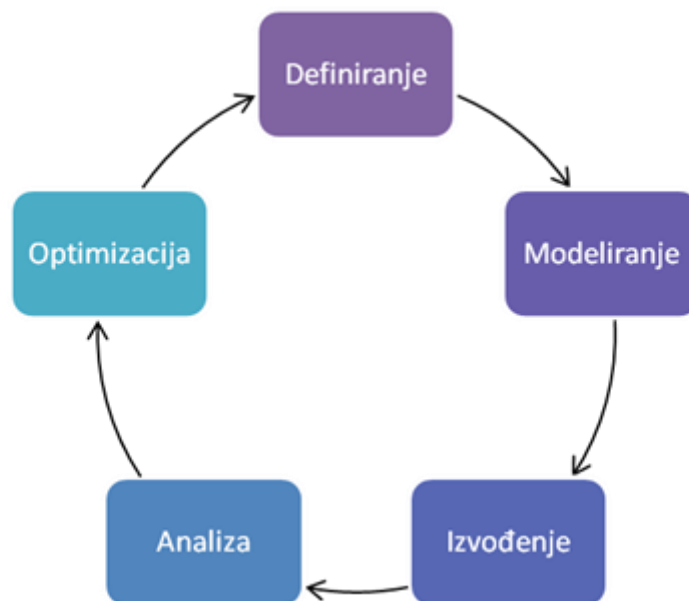 Definiranje
Modeliranje
Izvođenje
Analiza
Optimizacija